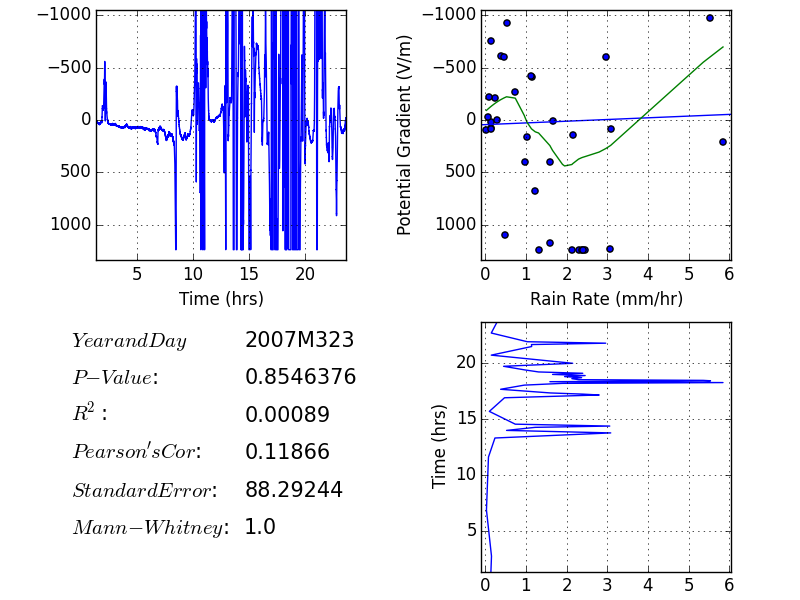 −1000
−500
0
500
1000
5 10 15 20
Time (hrs)
Potential Gradient (V/m)
−1000
−500
0
500
1000
0 1 2 3 4 5 6
Rain Rate (mm/hr)
YearandDay 2007M323
P−Value: 0.8546376
R²: 0.00089
Pearson′sCor: 0.11866
StandardError: 88.29244
Mann−Whitney: 1.0
Time (hrs)
20
15
10
5
0 1 2 3 4 5 6